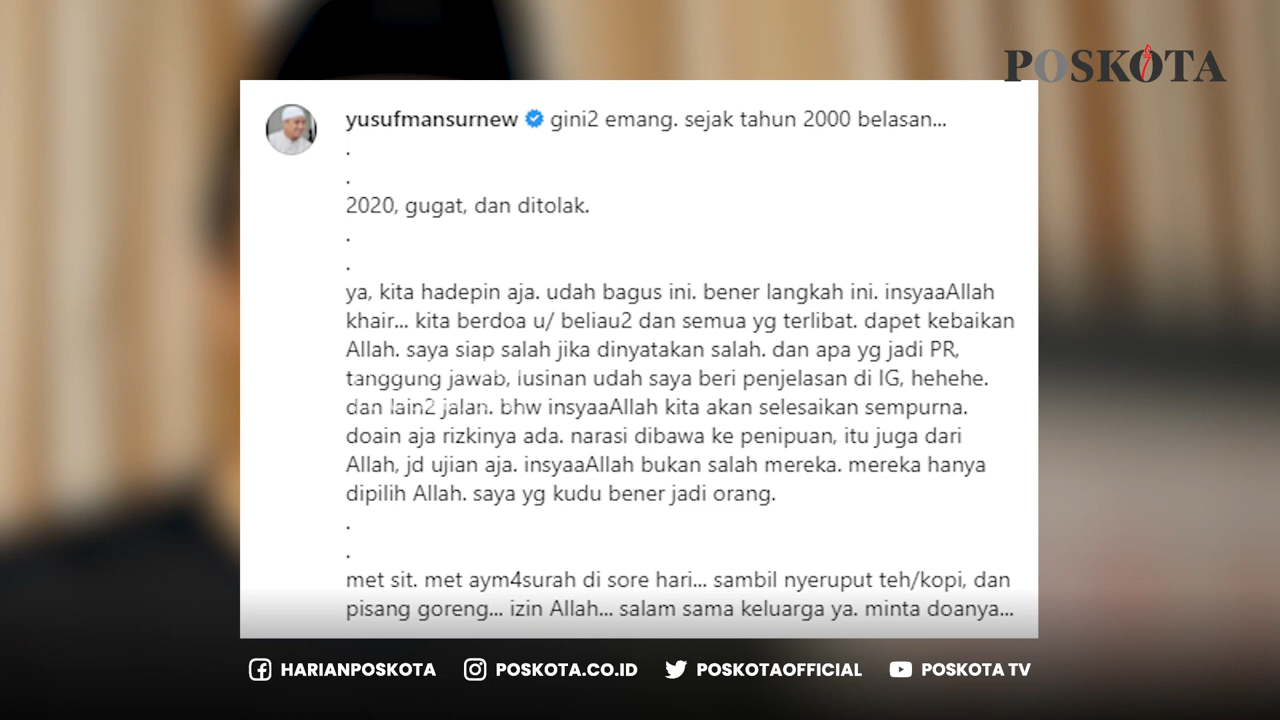 POSKOTA
yusufmansurnew gini2 emang. sejak tahun 2000 belasan...
.
.
2020, gugat, dan ditolak.
.
.
ya, kita hadepin aja. udah bagus ini. bener langkah ini. insyaaAllah
khair... kita berdoa u/ beliau2 dan semua yg terlibat. dapet kebaikan
Allah. saya siap salah jika dinyatakan salah. dan apa yg jadi PR,
tanggung jawab, lusinan udah saya beri penjelasan di IG, hehehe.
dan lain2 jalan. bhw insyaaAllah kita akan selesaikan sempurna.
doain aja rizkinya ada. narasi dibawa ke penipuan, itu juga dari
Allah, jd ujian aja. insyaaAllah bukan salah mereka. mereka hanya
dipilih Allah. saya yg kudu bener jadi orang.
.
.
met sit. met aym4surah di sore hari... sambil nyeruput teh/kopi, dan
pisang goreng... izin Allah... salam sama keluarga ya. minta doanya...
HARIANPOSKOTA POSKOTA.CO.ID POSKOTAOFFICIAL POSKOTA TV